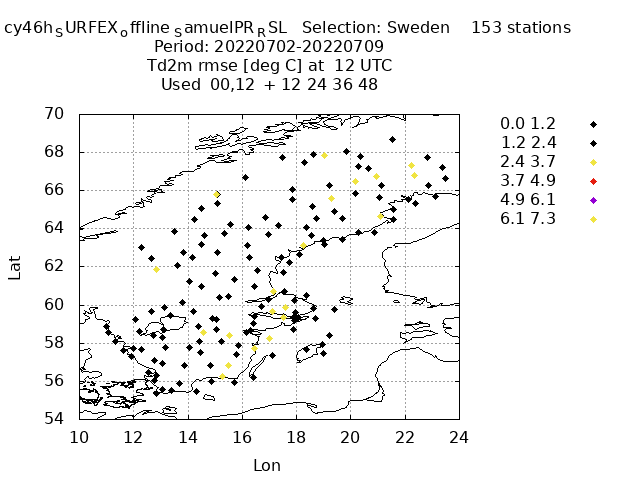 cy46hSURFEXoffline SamuelPRRSL Selection: Sweden 153 stations
Period: 20220702-20220709
Td2m rmse [deg C] at 12 UTC
Used 00,12 + 12 24 36 48
70
68
66
64
62
60
58
56
54
Lat
10 12 14 16 18 20 22 24
Lon
0.0 1.2
1.2 2.4
2.4 3.7
3.7 4.9
4.9 6.1
6.1 7.3